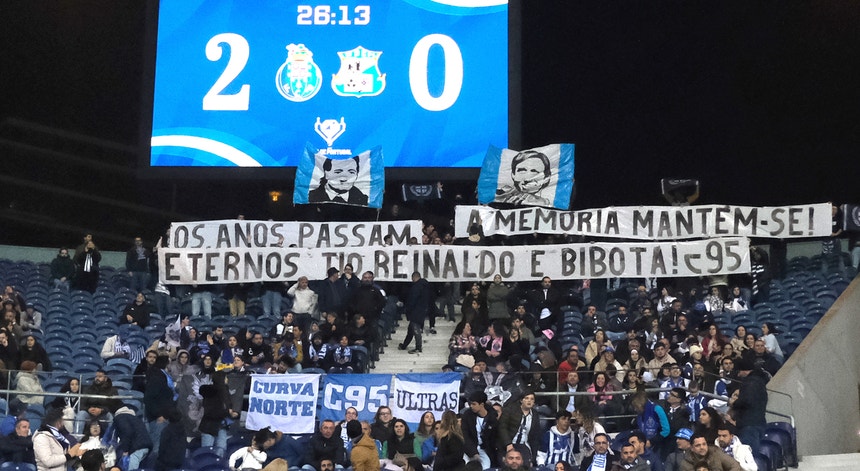 26:13
2 0
OS ANOS PASSAM, A MEMÓRIA MANTÉM-SE!
ETERNOS TIO REINALDO E BIBOTA! C95
CURVA NORTE
C95
ULTRAS